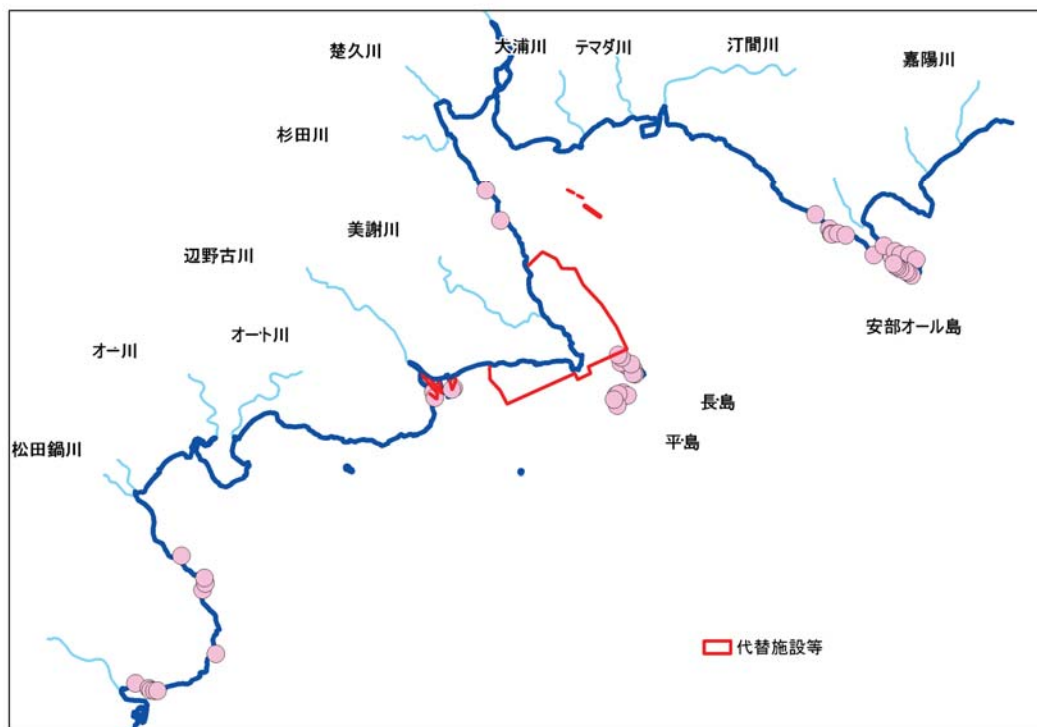 楚久川
大浦川
テマダ川
汀間川
嘉陽川
杉田川
美謝川
辺野古川
オー川
オート川
松田鍋川
安部オール島
長島
平島
代替施設等